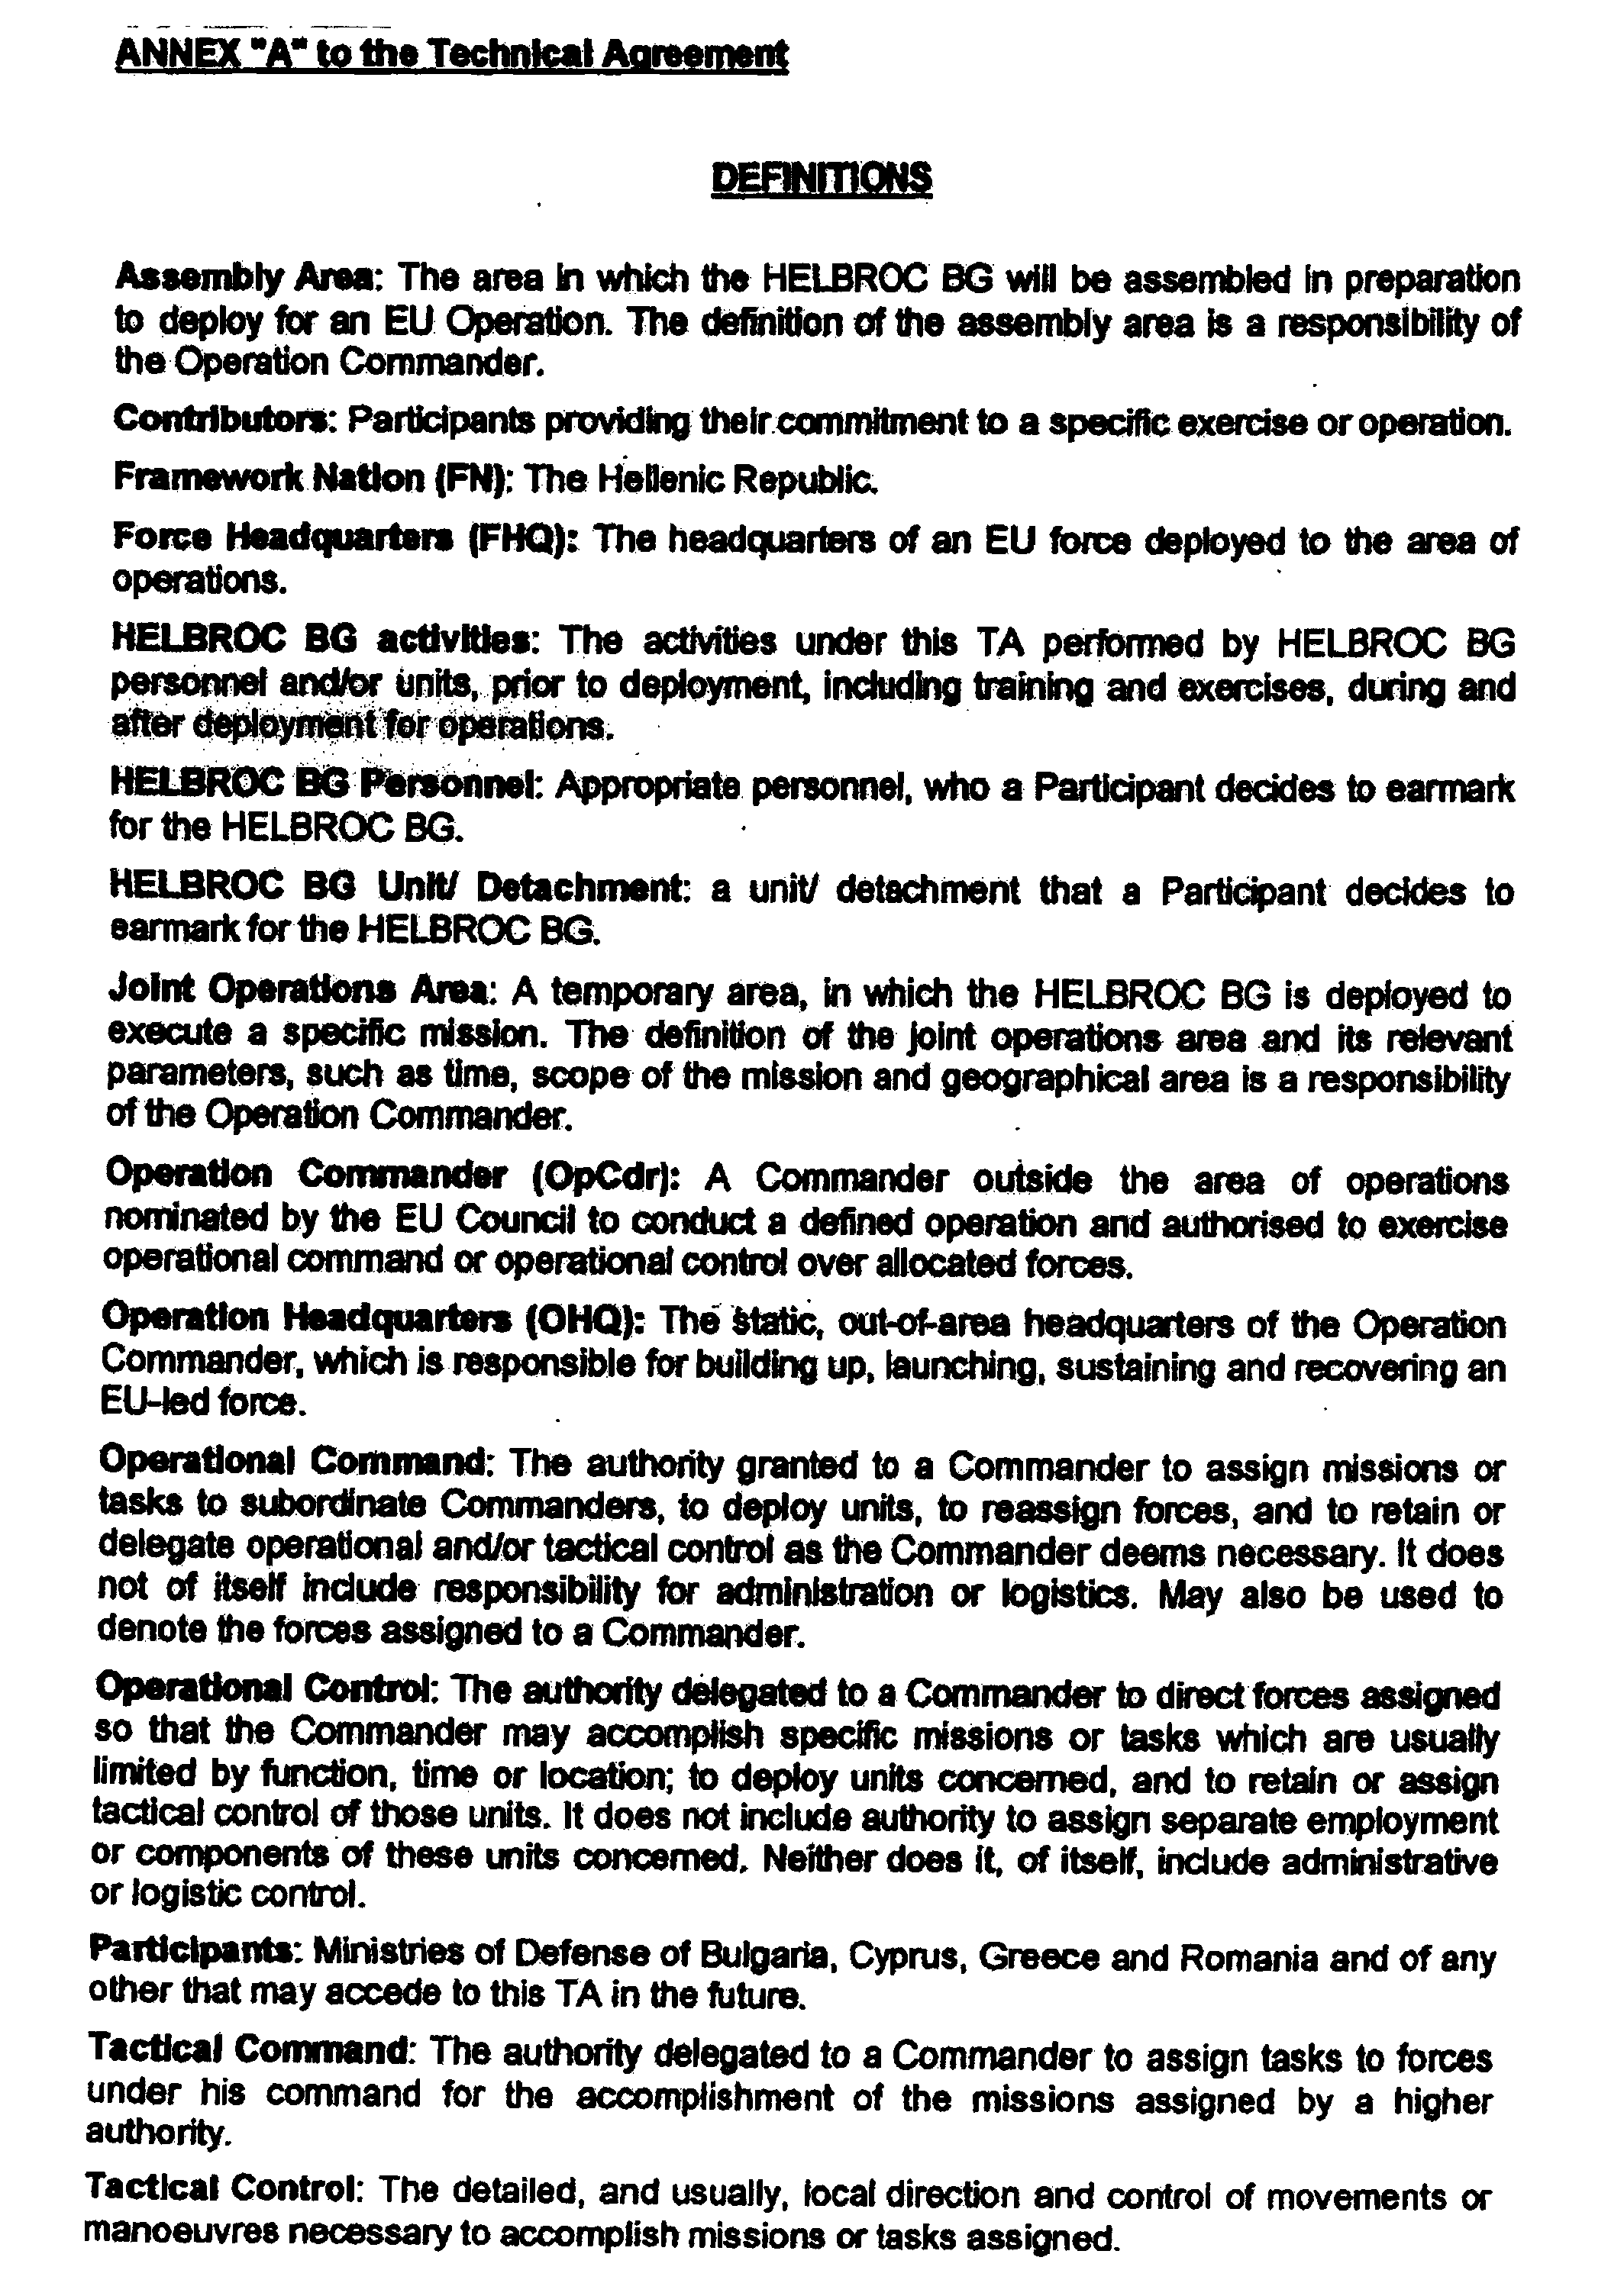 ANNEX "A" to the Technical Agreement
DEFINITIONS
Assembly Area: The area in which the HELBROC BG will be assembled in preparation
to deploy for an EU Operation. The definition of the assembly area is a responsibility of
the Operation Commander.
Contributors: Participants providing their commitment to a specific exercise or operation.
Framework Nation (FN): The Hellenic Republic.
Force Headquarters (FHQ): The headquarters of an EU force deployed to the area of
operations.
HELBROC BG activities: The activities under this TA performed by HELBROC BG
personnel and/or units, prior to deployment, including training and exercises, during and
after deployment for operations.
HELBROC BG Personnel: Appropriate personnel, who a Participant decides to earmark
for the HELBROC BG.
HELBROC BG Unit/ Detachment: a unit/ detachment that a Participant decides to
earmark for the HELBROC BG.
Joint Operations Area: A temporary area, in which the HELBROC BG is deployed to
execute a specific mission. The definition of the joint operations area and its relevant
parameters, such as time, scope of the mission and geographical area is a responsibility
of the Operation Commander.
Operation Commander (OpCdr): A Commander outside the area of operations
nominated by the EU Council to conduct a defined operation and authorised to exercise
operational command or operational control over allocated forces.
Operation Headquarters (OHQ): The static, out-of-area headquarters of the Operation
Commander, which is responsible for building up, launching, sustaining and recovering an
EU-led force.
Operational Command: The authority granted to a Commander to assign missions or
tasks to subordinate Commanders, to deploy units, to reassign forces, and to retain or
delegate operational and/or tactical control as the Commander deems necessary. It does
not of itself include responsibility for administration or logistics. May also be used to
denote the forces assigned to a Commander.
Operational Control: The authority delegated to a Commander to direct forces assigned
so that the Commander may accomplish specific missions or tasks which are usually
limited by function, time or location; to deploy units concerned, and to retain or assign
tactical control of those units. It does not include authority to assign separate employment
or components of these units concerned. Neither does it, of itself, include administrative
or logistic control.
Participants: Ministries of Defense of Bulgaria, Cyprus, Greece and Romania and of any
other that may accede to this TA in the future.
Tactical Command: The authority delegated to a Commander to assign tasks to forces
under his command for the accomplishment of the missions assigned by a higher
authority.
Tactical Control: The detailed, and usually, local direction and control of movements or
manoeuvres necessary to accomplish missions or tasks assigned.